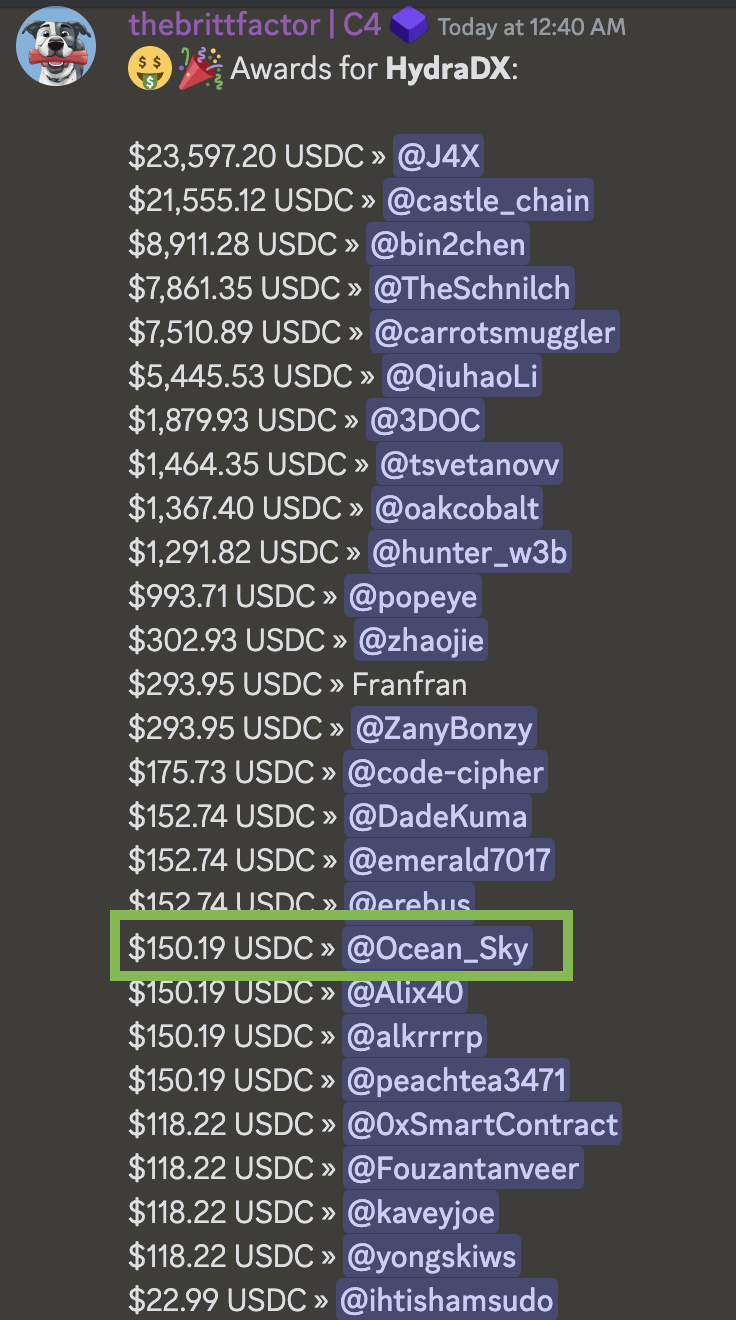 thebrittfactor | C4 Today at 12:40 AM
Awards for HydraDX:
$23,597.20 USDC » @J4X
$21,555.12 USDC » @castle_chain
$8,911.28 USDC » @bin2chen
$7,861.35 USDC » @TheSchnilch
$7,510.89 USDC » @carrotsmuggler
$5,445.53 USDC » @QiuhaoLi
$1,879.93 USDC » @3DOC
$1,464.35 USDC » @tsvetanovv
$1,367.40 USDC » @oakcobalt
$1,291.82 USDC » @hunter_w3b
$993.71 USDC » @popeye
$302.93 USDC » @zhaojie
$293.95 USDC » Franfran
$293.95 USDC » @ZanyBonzy
$175.73 USDC » @code-cipher
$152.74 USDC » @DadeKuma
$152.74 USDC » @emerald7017
$152.74 USDC » @erebus
$150.19 USDC » @Ocean_Sky
$150.19 USDC » @Alix40
$150.19 USDC » @alkrrrrp
$150.19 USDC » @peachtea3471
$118.22 USDC » @0xSmartContract
$118.22 USDC » @Fouzantanveer
$118.22 USDC » @kaveyjoe
$118.22 USDC » @yongskiws
$22.99 USDC » @ihtishamsudo